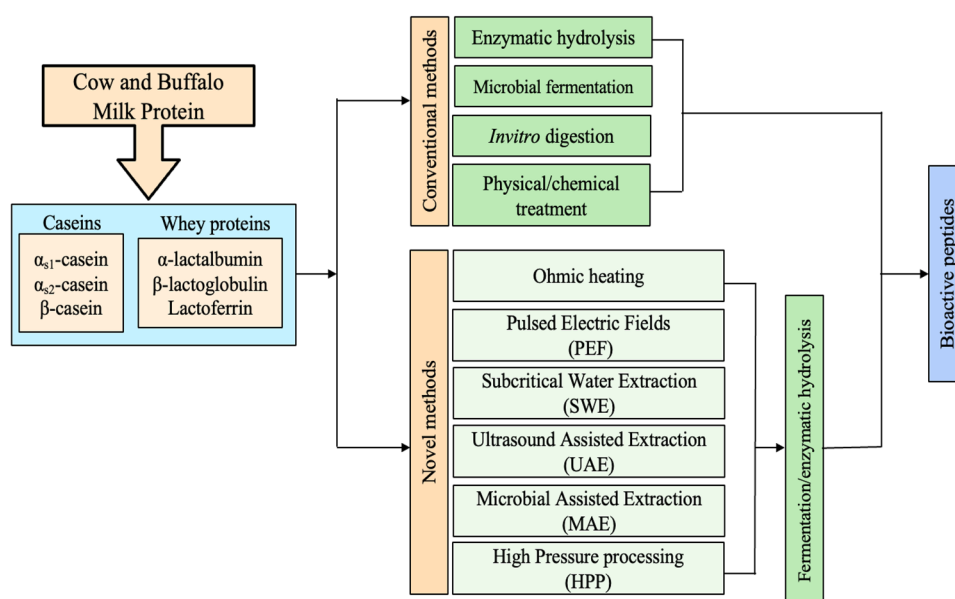 Cow and Buffalo
Milk Protein
Caseins
αs1-casein
αs2-casein
β-casein
Whey proteins
α-lactalbumin
β-lactoglobulin
Lactoferrin
Conventional methods
Enzymatic hydrolysis
Microbial fermentation
Invitro digestion
Physical/chemical
treatment
Novel methods
Ohmic heating
Pulsed Electric Fields
(PEF)
Subcritical Water Extraction
(SWE)
Ultrasound Assisted Extraction
(UAE)
Microbial Assisted Extraction
(MAE)
High Pressure processing
(HPP)
Fermentation/enzymatic hydrolysis
Bioactive peptides